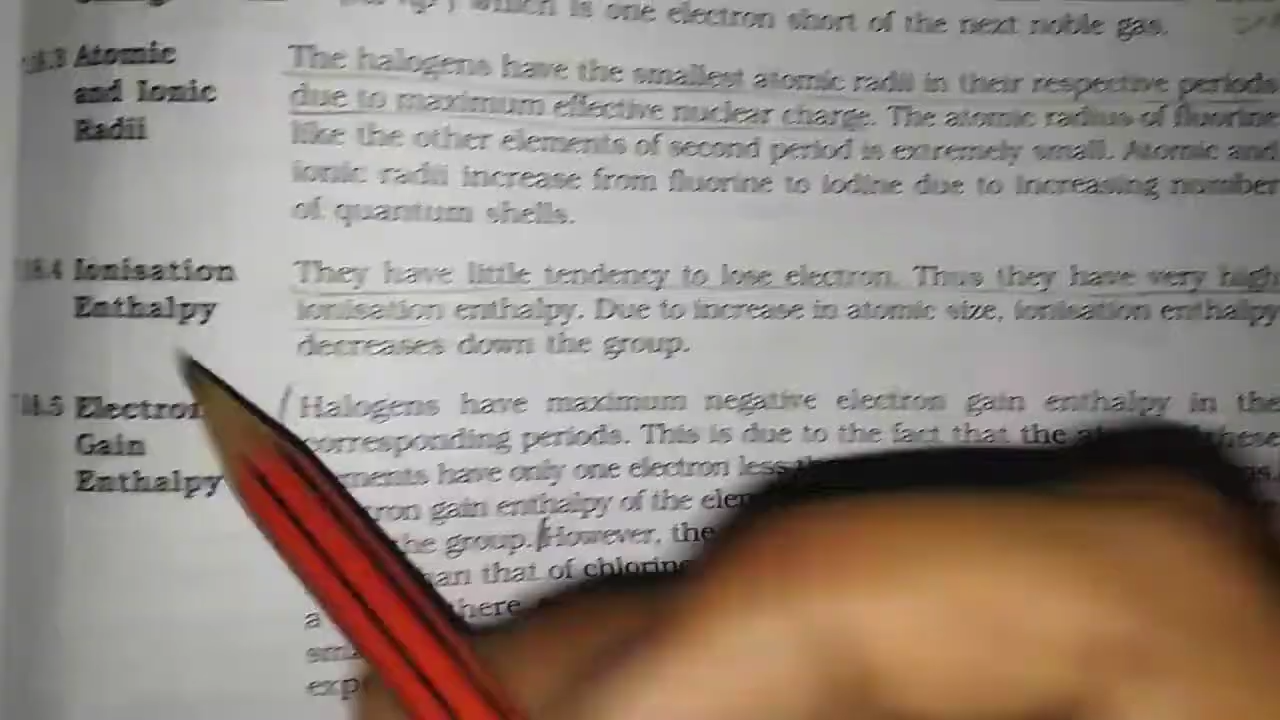 which is one electron short of the next noble gas.
Atomic and Ionic Radii
The halogens have the smallest atomic radii in their respective periods
due to maximum effective nuclear charge. The atomic radius of fluorine
like the other elements of second period is extremely small. Atomic and
ionic radii increase from fluorine to iodine due to increasing number
of quantum shells.
Ionisation Enthalpy
They have little tendency to lose electron. Thus they have very high
ionisation enthalpy. Due to increase in atomic size, ionisation enthalpy
decreases down the group.
Electron Gain Enthalpy
Halogens have maximum negative electron gain enthalpy in the
corresponding periods. This is due to the fact that the
have only one electron less
gain enthalpy of the
group. However, the
that of